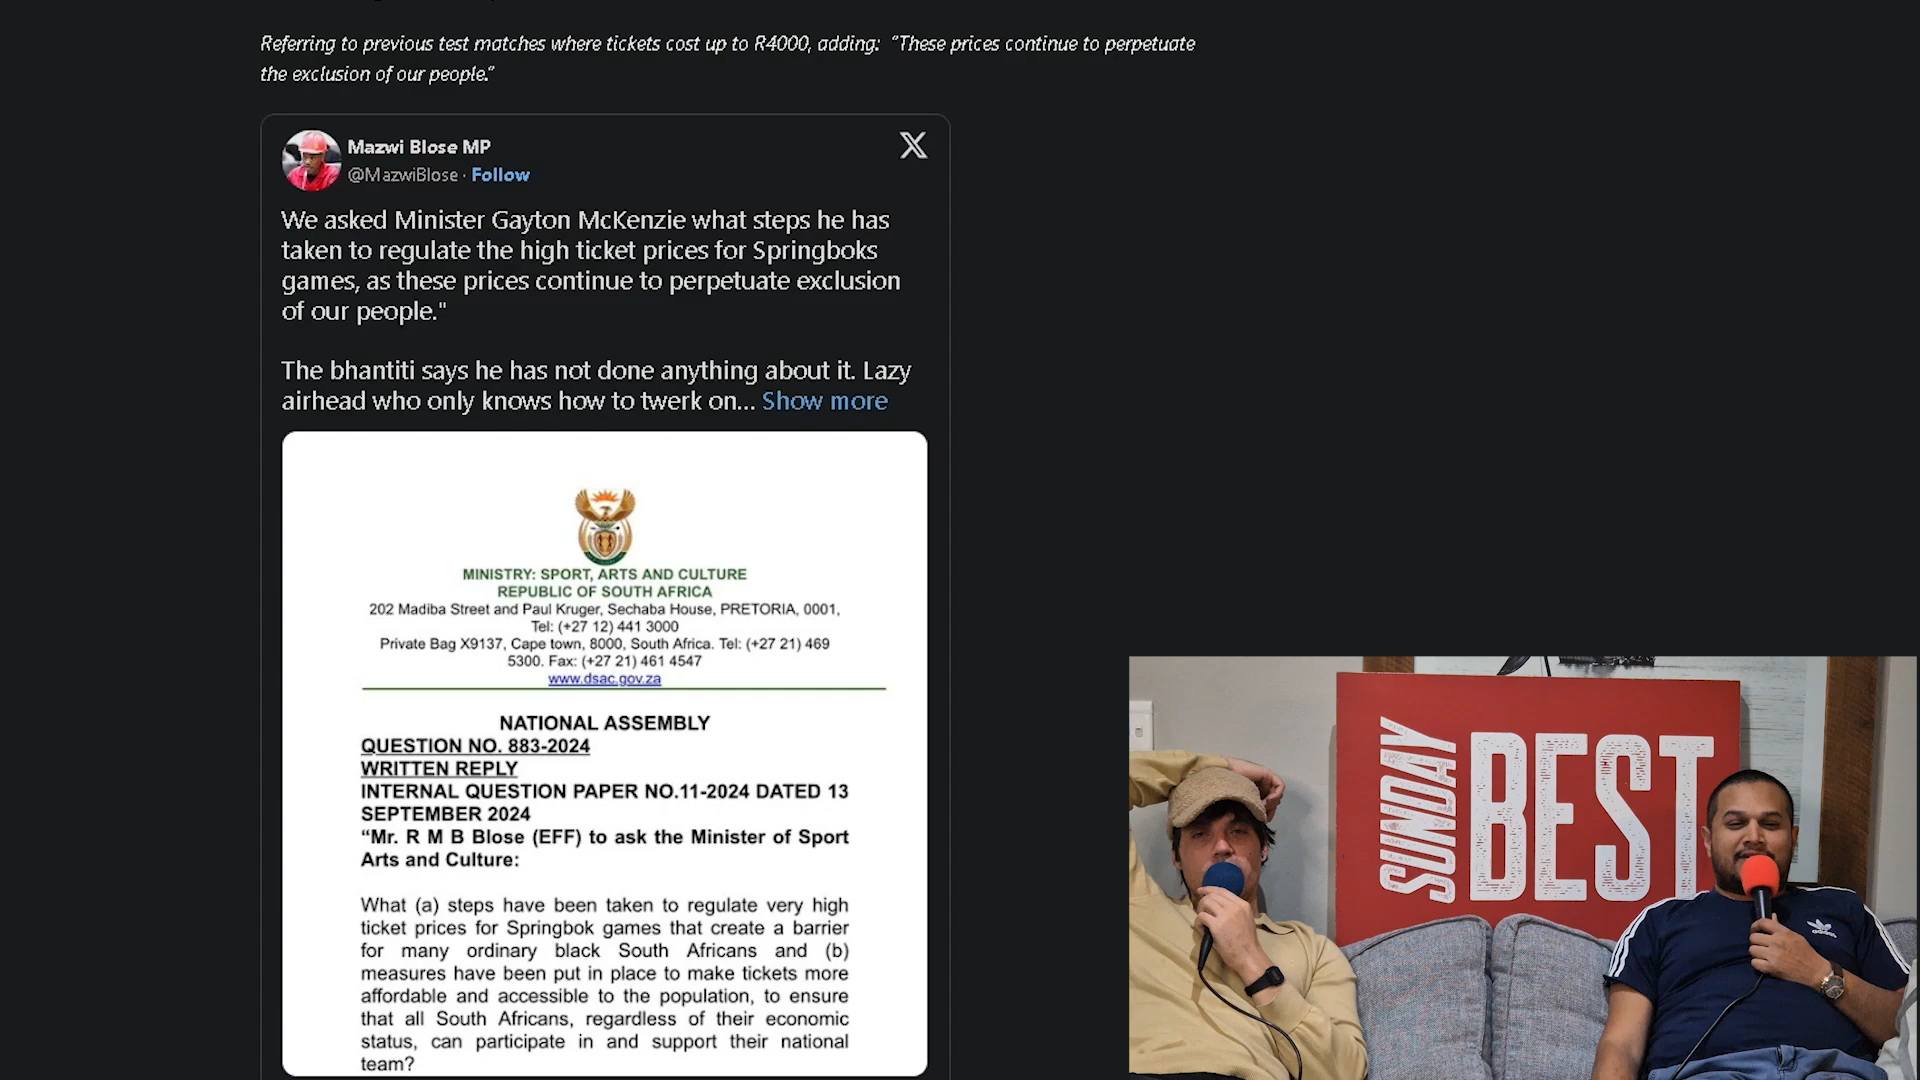 Referring to previous test matches where tickets cost up to R4000, adding: “These prices continue to perpetuate
the exclusion of our people.”
Mazwi Blose MP
@MazwiBlose · Follow
We asked Minister Gayton McKenzie what steps he has
taken to regulate the high ticket prices for Springboks
games, as these prices continue to perpetuate exclusion
of our people."
The bhantiti says he has not done anything about it. Lazy
airhead who only knows how to twerk on... Show more
MINISTRY: SPORT, ARTS AND CULTURE
REPUBLIC OF SOUTH AFRICA
202 Madiba Street and Paul Kruger, Sechaba House, PRETORIA, 0001,
Tel: (+27 12) 441 3000
Private Bag X9137, Cape town, 8000, South Africa. Tel: (+27 21) 469
5300. Fax: (+27 21) 461 4547
www.dsac.gov.za
NATIONAL ASSEMBLY
QUESTION NO. 883-2024
WRITTEN REPLY
INTERNAL QUESTION PAPER NO.11-2024 DATED 13
SEPTEMBER 2024
“Mr. R M B Blose (EFF) to ask the Minister of Sport
Arts and Culture:
What (a) steps have been taken to regulate very high
ticket prices for Springbok games that create a barrier
for many ordinary black South Africans and (b)
measures have been put in place to make tickets more
affordable and accessible to the population, to ensure
that all South Africans, regardless of their economic
status, can participate in and support their national
team?
SUNDAY
BEST
adidas